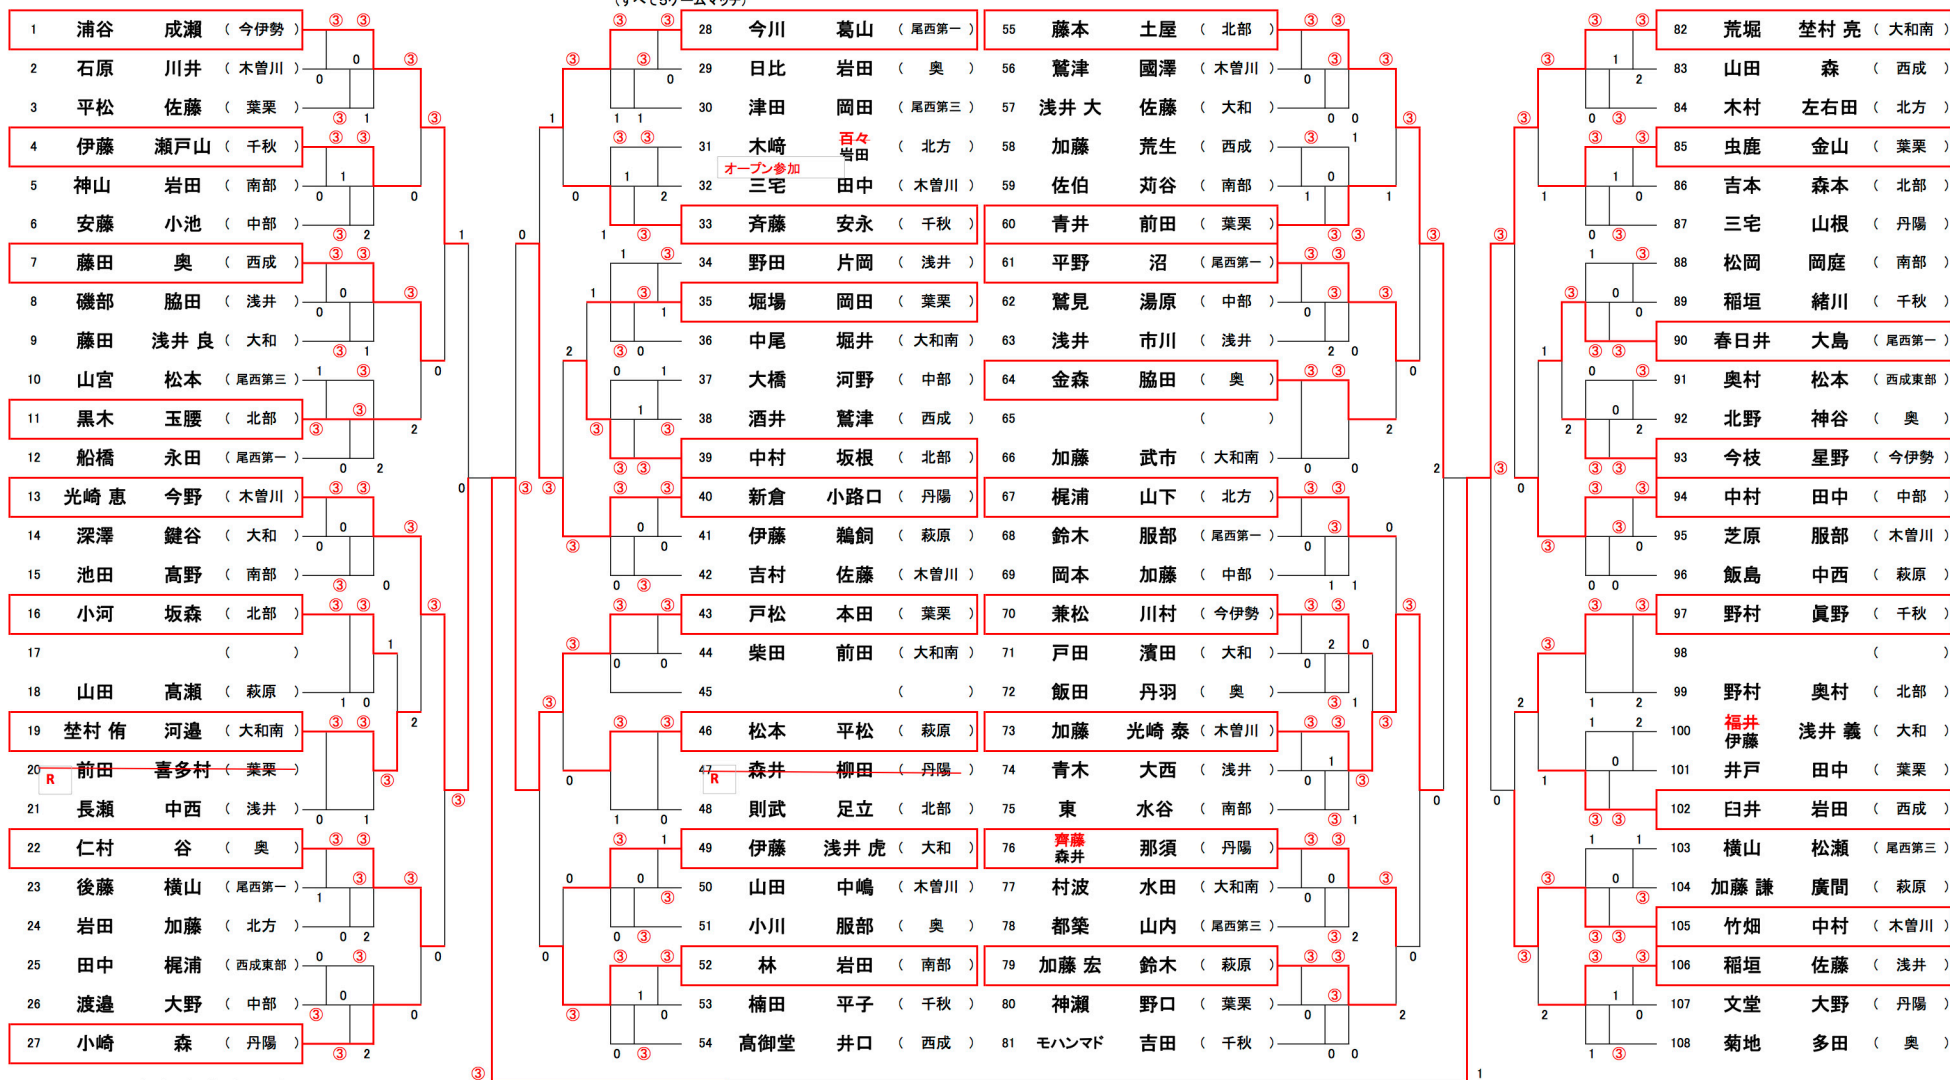 (すべて5ゲームマッチ)
1 浦谷 成瀬 ( 今伊勢 )
2 石原 川井 ( 木曽川 )
3 平松 佐藤 ( 葉栗 )
4 伊藤 瀬戸山 ( 千秋 )
5 神山 岩田 ( 南部 )
6 安藤 小池 ( 中部 )
7 藤田 奥 ( 西成 )
8 磯部 脇田 ( 浅井 )
9 藤田 浅井 良 ( 大和 )
10 山宮 松本 ( 尾西第三 )
11 黒木 玉腰 ( 北部 )
12 船橋 永田 ( 尾西第一 )
13 光崎 恵 今野 ( 木曽川 )
14 深澤 鍵谷 ( 大和 )
15 池田 髙野 ( 南部 )
16 小河 坂森 ( 北部 )
17 ( )
18 山田 髙瀬 ( 萩原 )
19 埜村 侑 河邉 ( 大和南 )
20 前田 喜多村 ( 葉栗 )
R
21 長瀬 中西 ( 浅井 )
22 仁村 谷 ( 奥 )
23 後藤 横山 ( 尾西第一 )
24 岩田 加藤 ( 北方 )
25 田中 梶浦 ( 西成東部 )
26 渡邉 大野 ( 中部 )
27 小崎 森 ( 丹陽 )
28 今川 葛山 ( 尾西第一 )
29 日比 岩田 ( 奥 )
30 津田 岡田 ( 尾西第三 )
31 木﨑 百々 岩田 ( 北方 )
オープン参加
32 三宅 田中 ( 木曽川 )
33 斉藤 安永 ( 千秋 )
34 野田 片岡 ( 浅井 )
35 堀場 岡田 ( 葉栗 )
36 中尾 堀井 ( 大和南 )
37 大橋 河野 ( 中部 )
38 酒井 鷲津 ( 西成 )
39 中村 坂根 ( 北部 )
40 新倉 小路口 ( 丹陽 )
41 伊藤 鵜飼 ( 萩原 )
42 吉村 佐藤 ( 木曽川 )
43 戸松 本田 ( 葉栗 )
44 柴田 前田 ( 大和南 )
45 ( )
46 松本 平松 ( 萩原 )
47 森井 柳田 ( 丹陽 )
R
48 則武 足立 ( 北部 )
49 伊藤 浅井 虎 ( 大和 )
50 山田 中嶋 ( 木曽川 )
51 小川 服部 ( 奥 )
52 林 岩田 ( 南部 )
53 楠田 平子 ( 千秋 )
54 髙御堂 井口 ( 西成 )
55 藤本 土屋 ( 北部 )
56 鷲津 國澤 ( 木曽川 )
57 浅井 大 佐藤 ( 大和 )
58 加藤 荒生 ( 西成 )
59 佐伯 苅谷 ( 南部 )
60 青井 前田 ( 葉栗 )
61 平野 沼 ( 尾西第一 )
62 鷲見 湯原 ( 中部 )
63 浅井 市川 ( 浅井 )
64 金森 脇田 ( 奥 )
65 ( )
66 加藤 武市 ( 大和南 )
67 梶浦 山下 ( 北方 )
68 鈴木 服部 ( 尾西第一 )
69 岡本 加藤 ( 中部 )
70 兼松 川村 ( 今伊勢 )
71 戸田 濱田 ( 大和 )
72 飯田 丹羽 ( 奥 )
73 加藤 光崎 泰 ( 木曽川 )
74 青木 大西 ( 浅井 )
75 東 水谷 ( 南部 )
76 齊藤 森井 那須 ( 丹陽 )
77 村波 水田 ( 大和南 )
78 都築 山内 ( 尾西第三 )
79 加藤 宏 鈴木 ( 萩原 )
80 神瀬 野口 ( 葉栗 )
81 モハンマド 吉田 ( 千秋 )
82 荒堀 埜村 亮 ( 大和南 )
83 山田 森 ( 西成 )
84 木村 左右田 ( 北方 )
85 虫鹿 金山 ( 葉栗 )
86 吉本 森本 ( 北部 )
87 三宅 山根 ( 丹陽 )
88 松岡 岡庭 ( 南部 )
89 稲垣 緒川 ( 千秋 )
90 春日井 大島 ( 尾西第一 )
91 奥村 松本 ( 西成東部 )
92 北野 神谷 ( 奥 )
93 今枝 星野 ( 今伊勢 )
94 中村 田中 ( 中部 )
95 芝原 服部 ( 木曽川 )
96 飯島 中西 ( 萩原 )
97 野村 眞野 ( 千秋 )
98 ( )
99 野村 奥村 ( 北部 )
100 福井 伊藤 浅井 義 ( 大和 )
101 井戸 田中 ( 葉栗 )
102 臼井 岩田 ( 西成 )
103 横山 松瀬 ( 尾西第三 )
104 加藤 謙 廣間 ( 萩原 )
105 竹畑 中村 ( 木曽川 )
106 稲垣 佐藤 ( 浅井 )
107 文堂 大野 ( 丹陽 )
108 菊地 多田 ( 奥 )